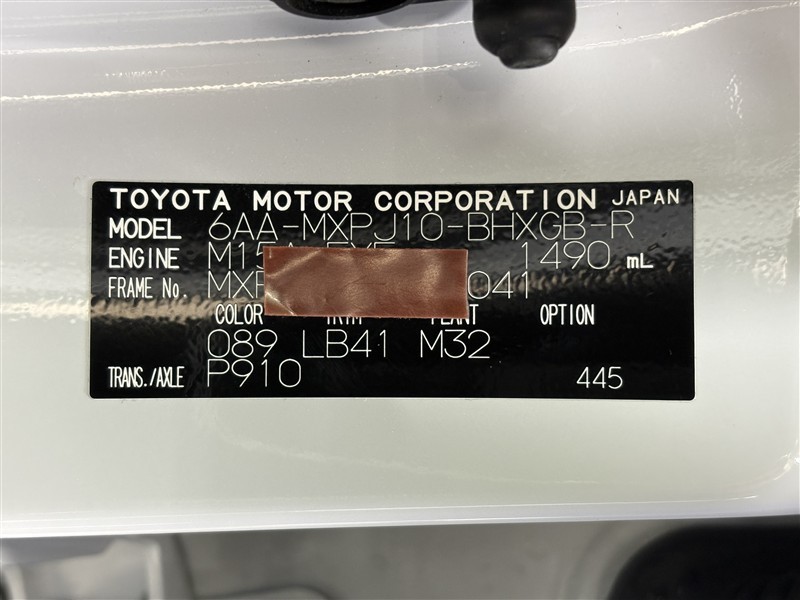 TOYOTA MOTOR CORPORATION JAPAN
MODEL 6AA-MXPJ10-BHXGB-R
ENGINE 1490 mL
FRAME No.
COLOR TRIM PLANT OPTION
089 LB41 M32
TRANS./AXLE P910 445